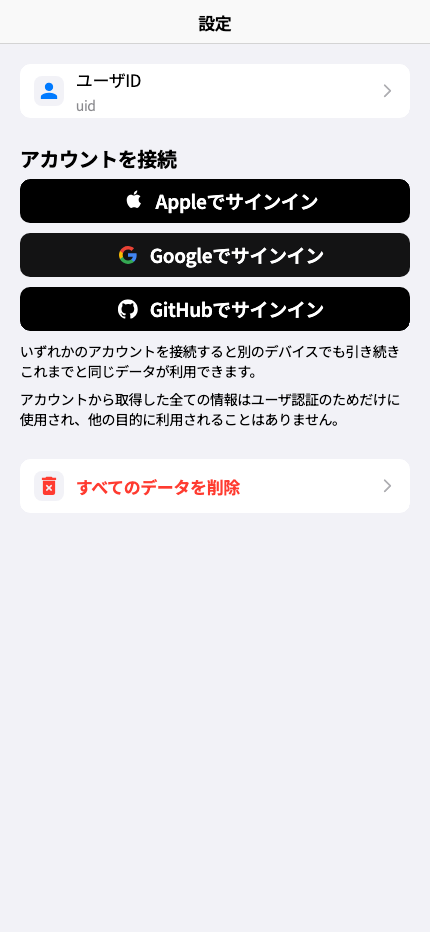 設定
ユーザID
uid
アカウントを接続
Appleでサインイン
Googleでサインイン
GitHubでサインイン
いずれかのアカウントを接続すると別のデバイスでも引き続き
これまでと同じデータが利用できます。
アカウントから取得した全ての情報はユーザ認証のためだけに
使用され、他の目的に利用されることはありません。
すべてのデータを削除